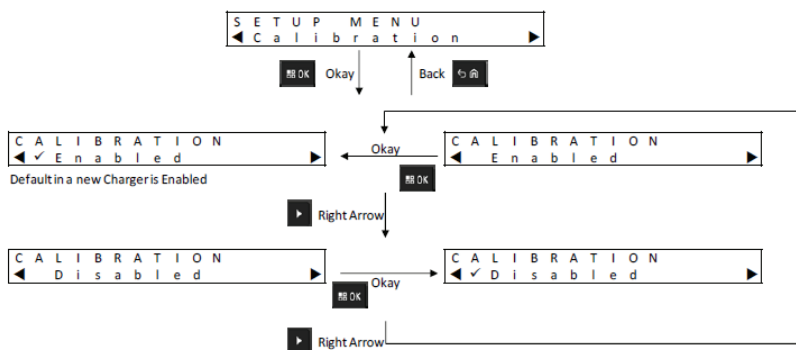 SETUP MENU
◀ Calibration ▶
OK Okay Back
CALIBRATION
◀ ✓ Enabled ▶
Okay
OK
CALIBRATION
◀ Enabled ▶
Default in a new Charger is Enabled
Right Arrow
CALIBRATION
◀ Disabled ▶
Okay
OK
CALIBRATION
◀ ✓ Disabled ▶
Right Arrow